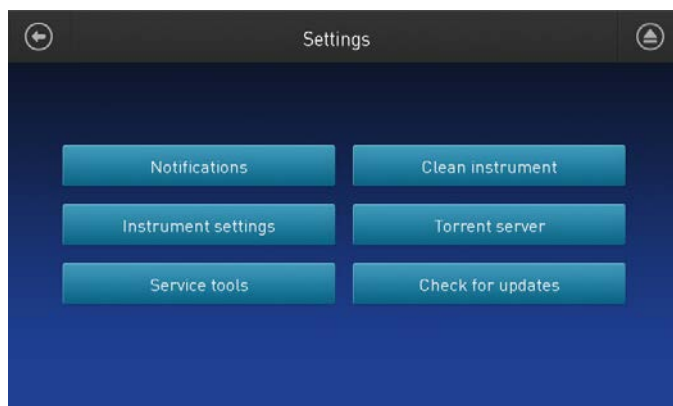 Settings
Notifications
Clean instrument
Instrument settings
Torrent server
Service tools
Check for updates